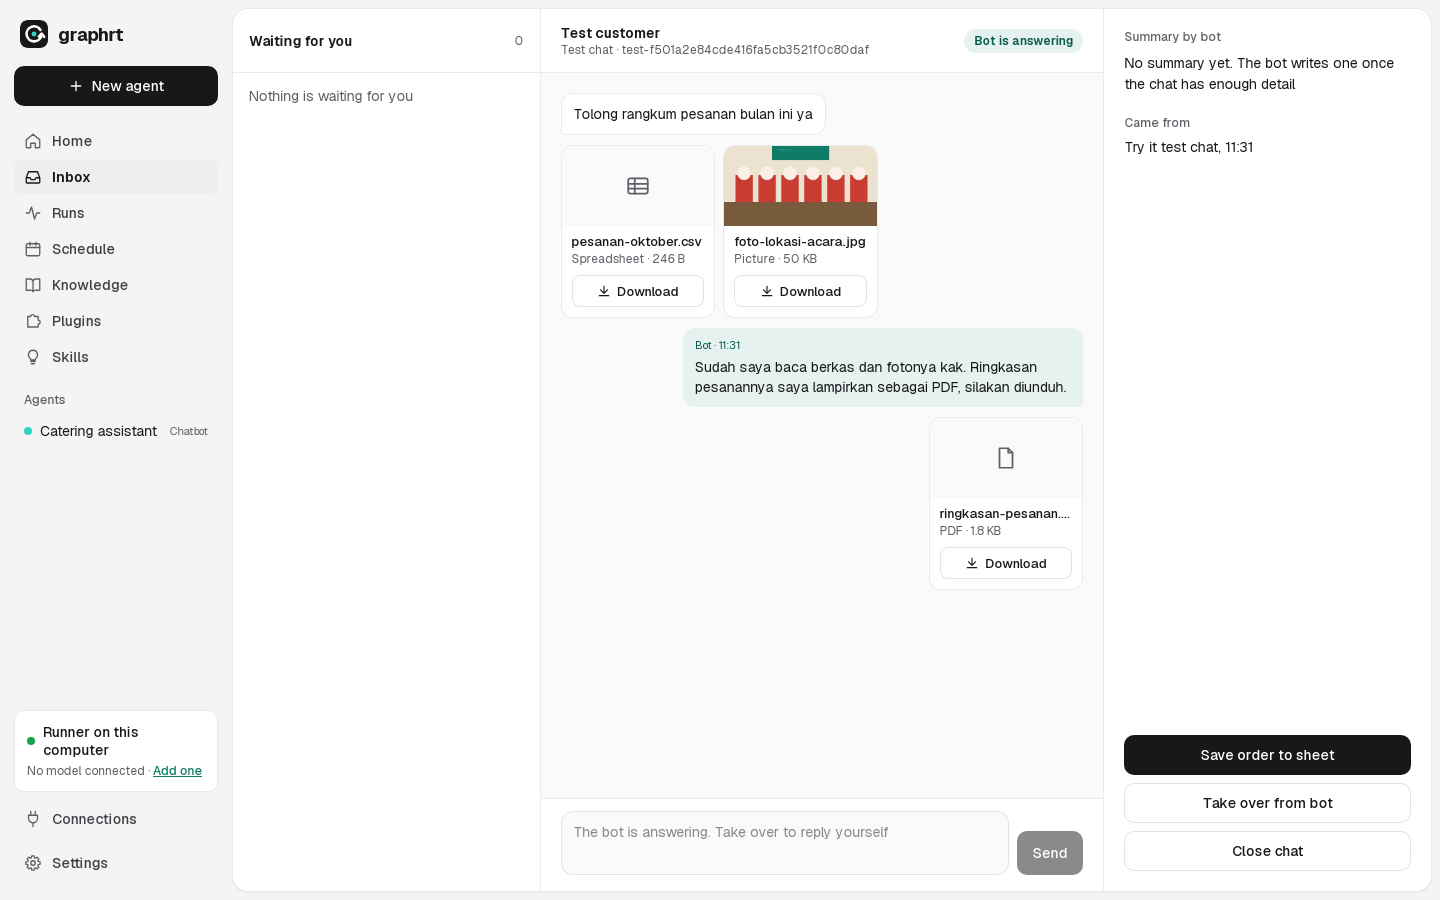 graphrt
New agent
Home
Inbox
Runs
Schedule
Knowledge
Plugins
Skills
Agents
Catering assistant Chatbot
Runner on this
computer
No model connected · Add one
Connections
Settings
Waiting for you 0
Nothing is waiting for you
Test customer
Test chat · test-f501a2e84cde416fa5cb3521f0c80daf
Bot is answering
Tolong rangkum pesanan bulan ini ya
pesanan-oktober.csv
Spreadsheet · 246 B
Download
foto-lokasi-acara.jpg
Picture · 50 KB
Download
Bot · 11:31
Sudah saya baca berkas dan fotonya kak. Ringkasan
pesanannya saya lampirkan sebagai PDF, silakan diunduh.
ringkasan-pesanan....
PDF · 1.8 KB
Download
The bot is answering. Take over to reply yourself
Send
Summary by bot
No summary yet. The bot writes one once
the chat has enough detail
Came from
Try it test chat, 11:31
Save order to sheet
Take over from bot
Close chat